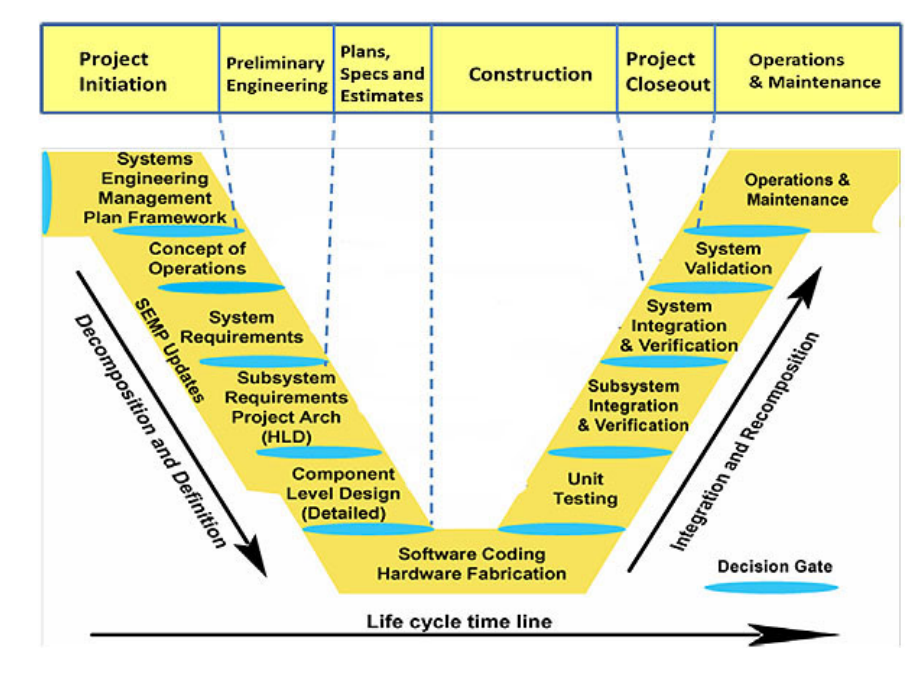 Project
Initiation
Preliminary
Engineering
Plans,
Specs and
Estimates
Construction
Project
Closeout
Operations
& Maintenance
Systems
Engineering
Management
Plan Framework
Concept of
Operations
System
Requirements
Subsystem
Requirements
Project Arch
(HLD)
Component
Level Design
(Detailed)
SEMP Updates
Decomposition and Definition
Software Coding
Hardware Fabrication
Operations &
Maintenance
System
Validation
System
Integration
& Verification
Subsystem
Integration
& Verification
Unit
Testing
Integration and Recomposition
Decision Gate
Life cycle time line